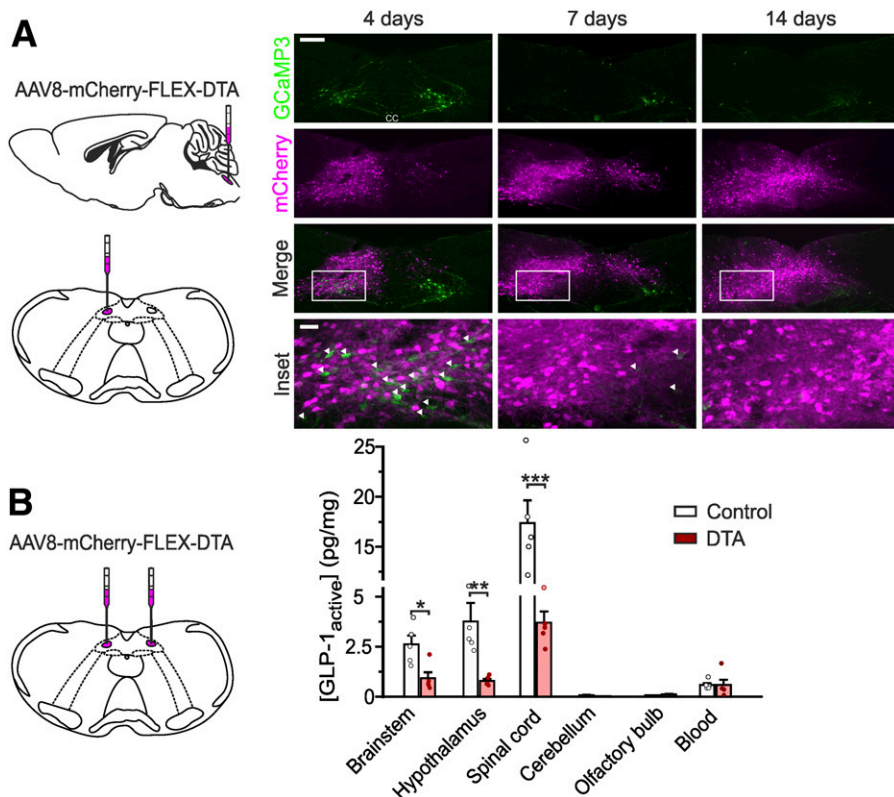 A
AAV8-mCherry-FLEX-DTA
4 days
7 days
14 days
GCaMP3
cc
mCherry
Merge
Inset
B
AAV8-mCherry-FLEX-DTA
[GLP-1active] (pg/mg)
25
20
15
5
2.5
0
*
**
***
Control
DTA
Brainstem
Hypothalamus
Spinal cord
Cerebellum
Olfactory bulb
Blood